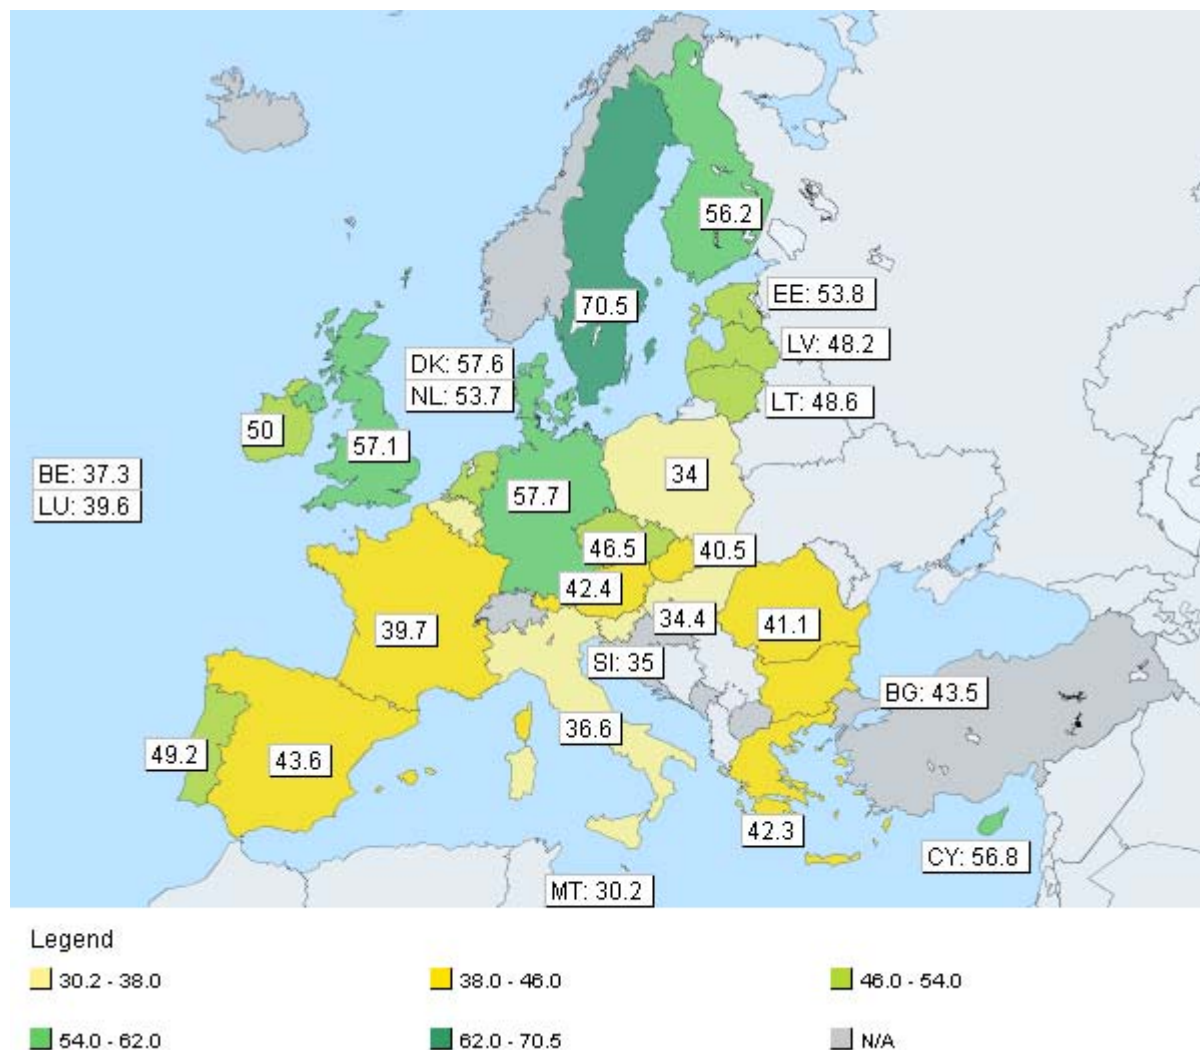 56.2
EE: 53.8
70.5
LV: 48.2
DK: 57.6
NL: 53.7
LT: 48.6
50
57.1
BE: 37.3
LU: 39.6
34
57.7
46.5
40.5
42.4
34.4
39.7
41.1
SI: 35
BG: 43.5
36.6
49.2
43.6
42.3
CY: 56.8
MT: 30.2
Legend
30.2 - 38.0
38.0 - 46.0
46.0 - 54.0
54.0 - 62.0
62.0 - 70.5
N/A